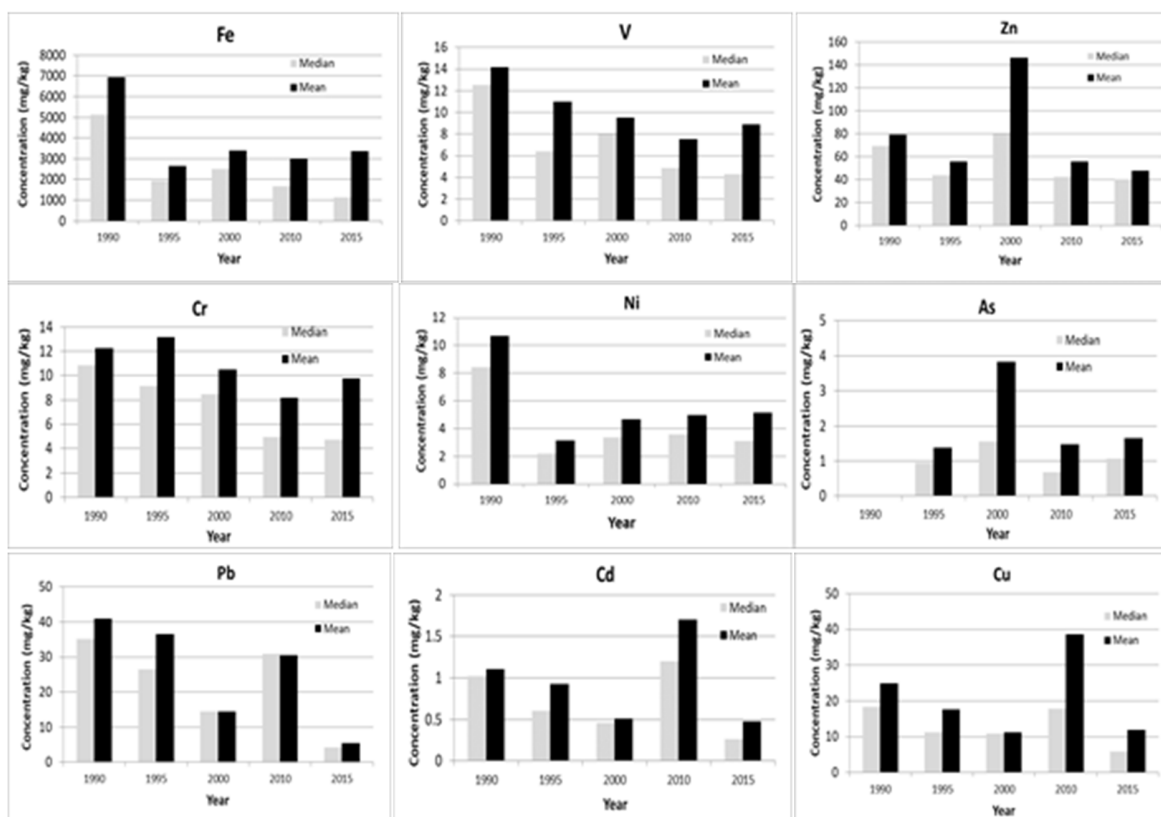 Fe
Concentration (mg/kg)
8000
7000
6000
5000
4000
3000
2000
1000
0
Median
Mean
1990 1995 2000 2010 2015
Year
V
Concentration (mg/kg)
16
14
12
10
8
6
4
2
0
Median
Mean
1990 1995 2000 2010 2015
Year
Zn
Concentration (mg/kg)
160
140
120
100
80
60
40
20
0
Median
Mean
1990 1995 2000 2010 2015
Year
Cr
Concentration (mg/kg)
14
12
10
8
6
4
2
0
Median
Mean
1990 1995 2000 2010 2015
Year
Ni
Concentration (mg/kg)
12
10
8
6
4
2
0
Median
Mean
1990 1995 2000 2010 2015
Year
As
Concentration (mg/kg)
5
4
3
2
1
0
Median
Mean
1990 1995 2000 2010 2015
Year
Pb
Concentration (mg/kg)
50
40
30
20
10
0
Median
Mean
1990 1995 2000 2010 2015
Year
Cd
Concentration (mg/kg)
2
1.5
1
0.5
0
Median
Mean
1990 1995 2000 2010 2015
Year
Cu
Concentration (mg/kg)
50
40
30
20
10
0
Median
Mean
1990 1995 2000 2010 2015
Year